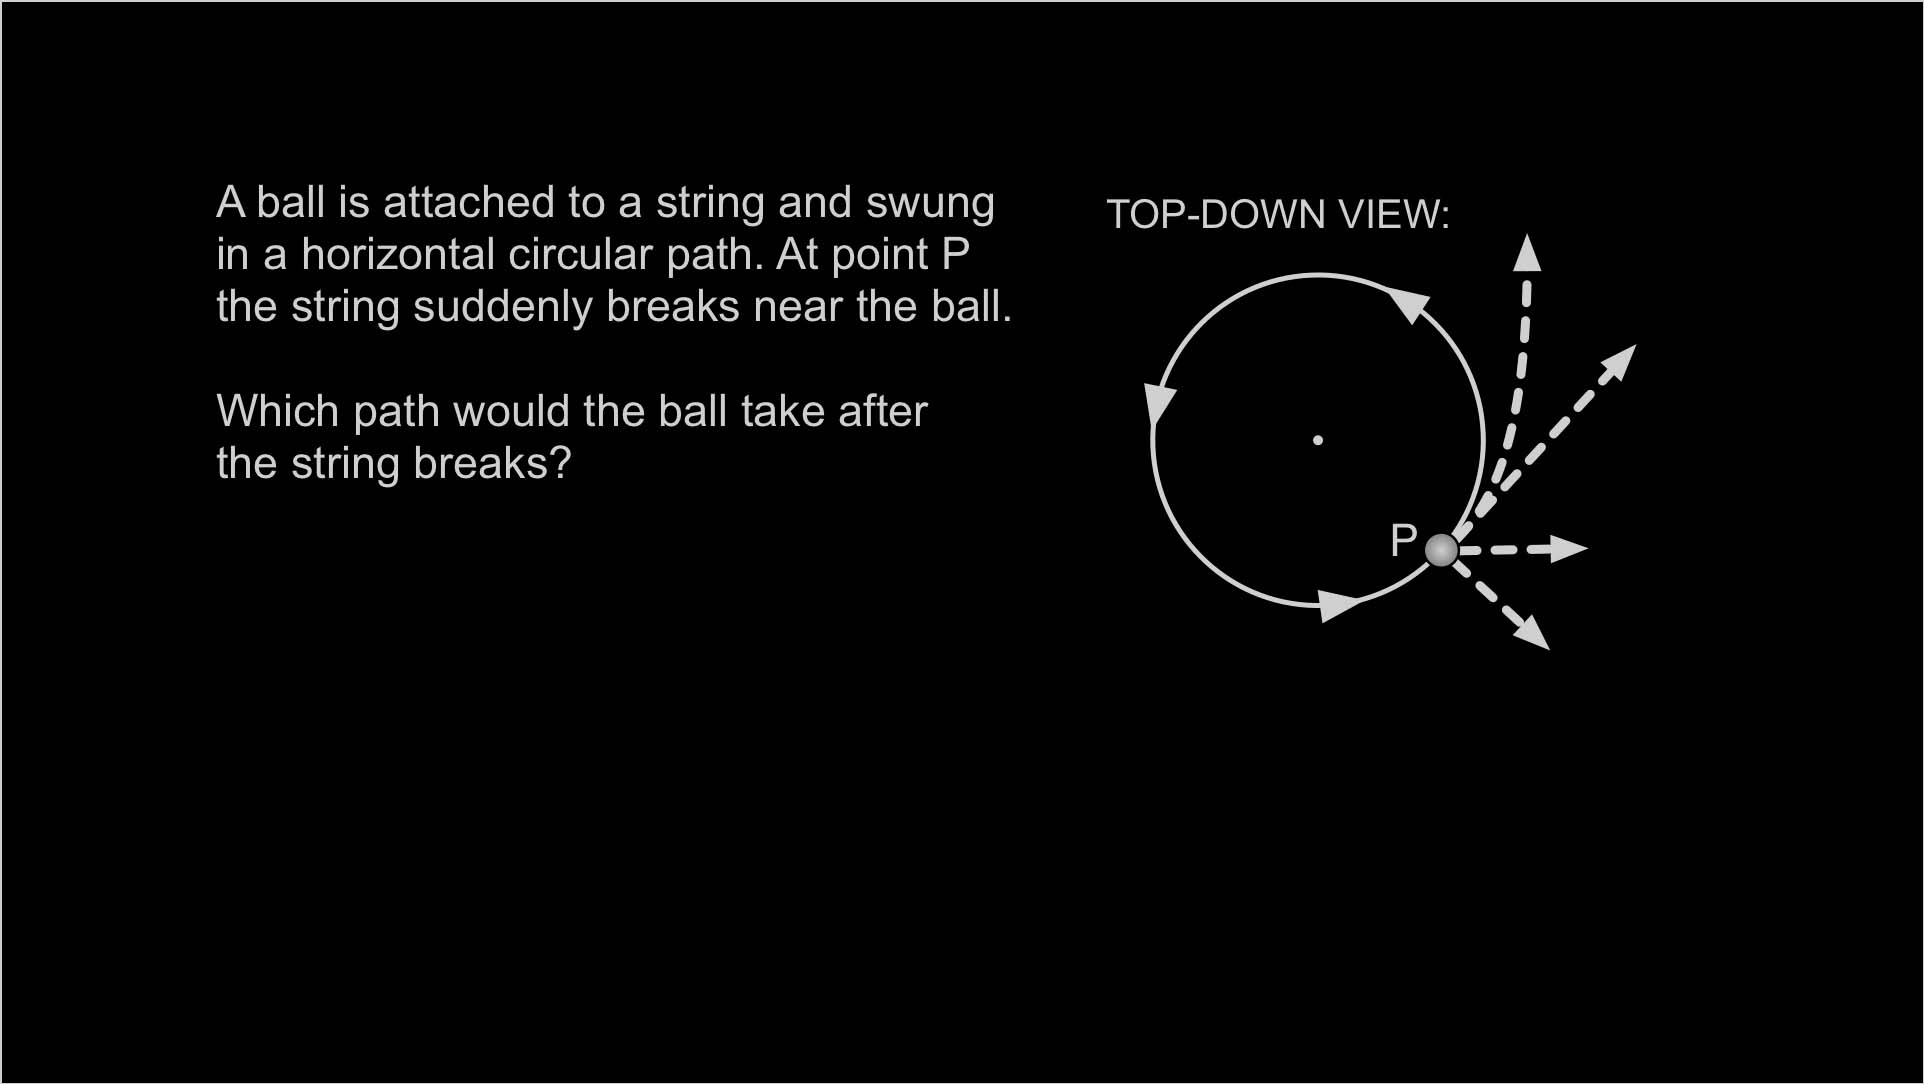 A ball is attached to a string and swung
in a horizontal circular path. At point P
the string suddenly breaks near the ball.
Which path would the ball take after
the string breaks?
TOP-DOWN VIEW:
P